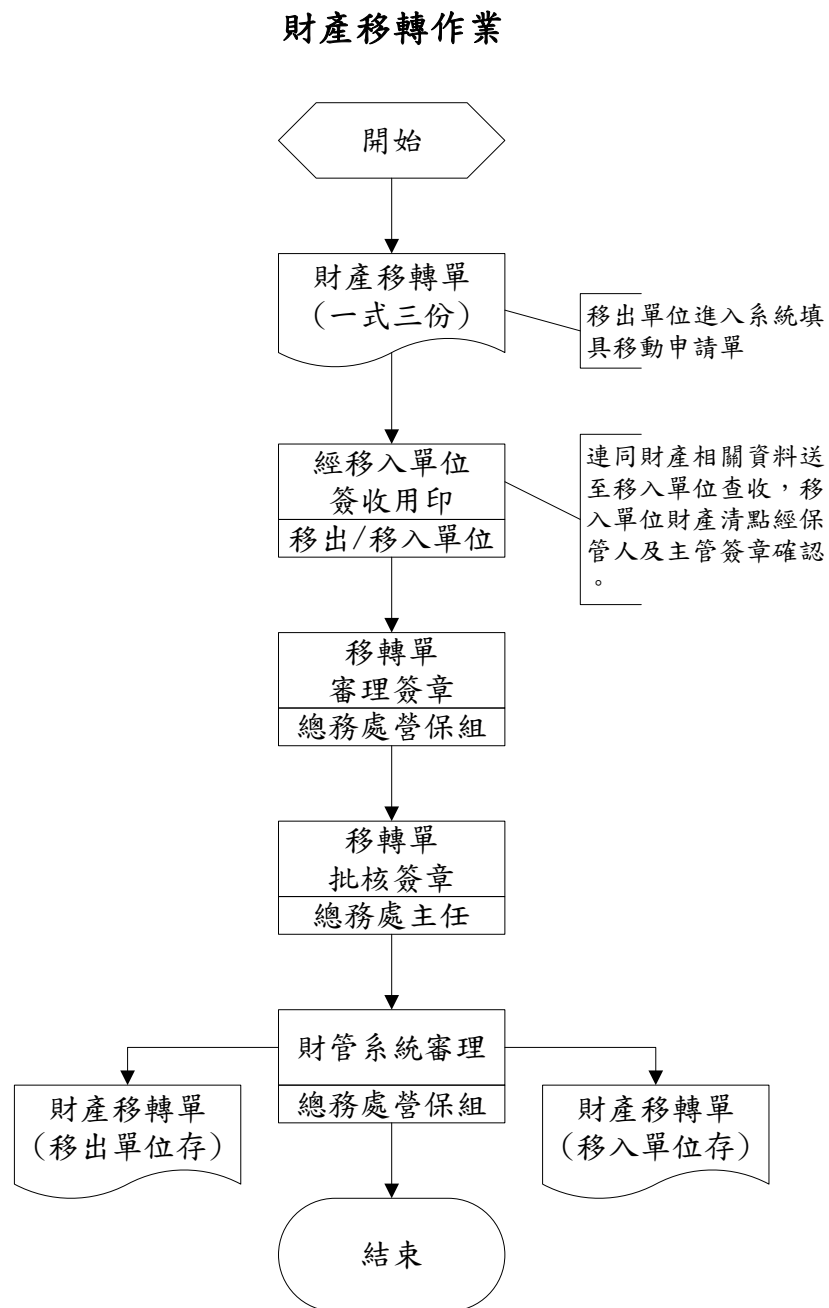 財產移轉作業
開始
財產移轉單
（一式三份）
移出單位進入系統填
具移動申請單
經移入單位
簽收用印
移出/移入單位
連同財產相關資料送
至移入單位查收，移
入單位財產清點經保
管人及主管簽章確認
。
移轉單
審理簽章
總務處營保組
移轉單
批核簽章
總務處主任
財管系統審理
總務處營保組
財產移轉單
（移出單位存）
財產移轉單
（移入單位存）
結束